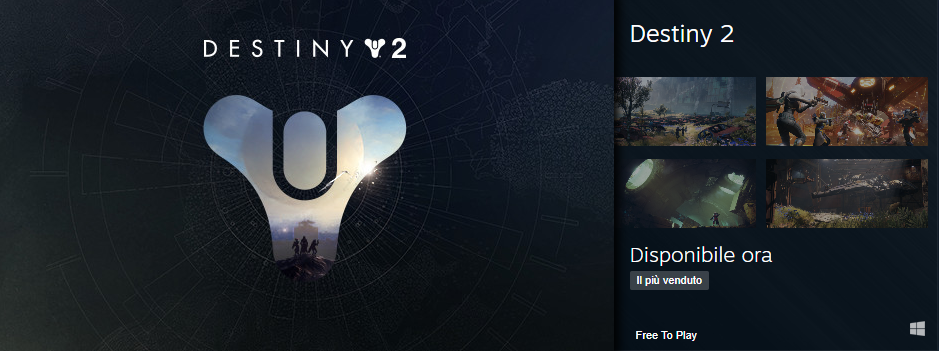 DESTINY 2
Destiny 2
Disponibile ora
Il più venduto
Free To Play